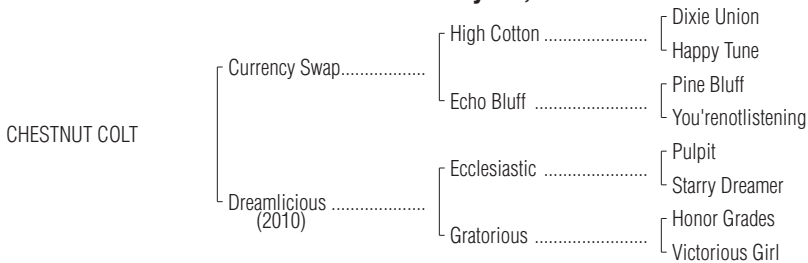 Dixie Union
High Cotton ........................
Happy Tune
Currency Swap..................
Pine Bluff
Echo Bluff ..........................
You'renotlistening
CHESTNUT COLT
Pulpit
Ecclesiastic ........................
Starry Dreamer
Dreamlicious ....................
(2010)
Honor Grades
Gratorious ..........................
Victorious Girl